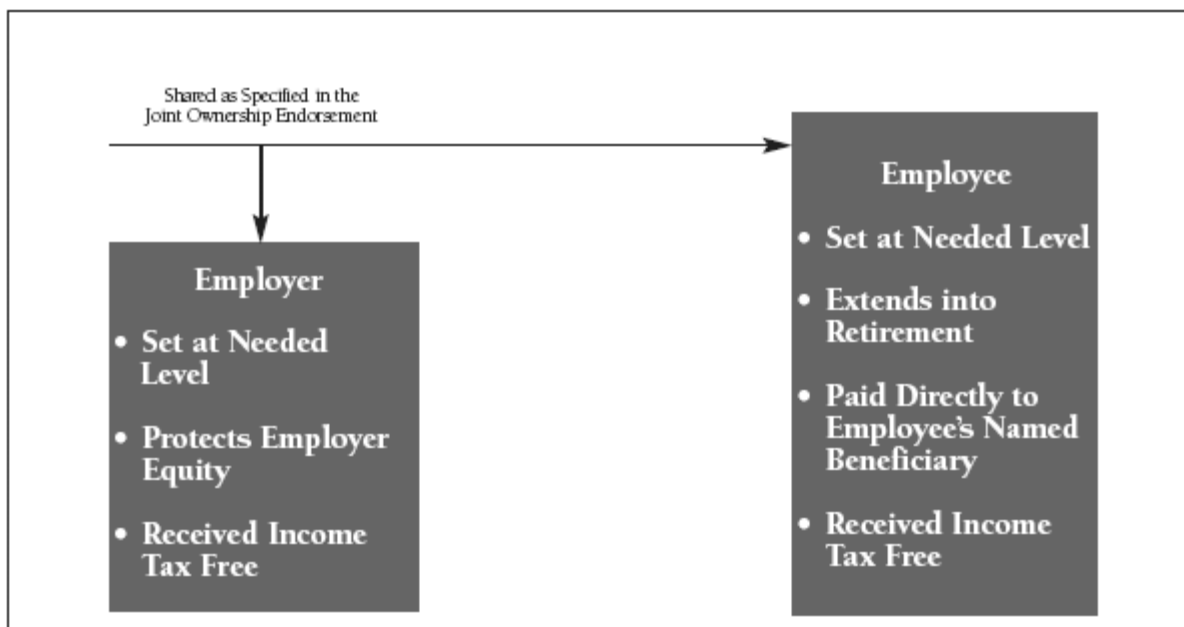 Shared as Specified in the
Joint Ownership Endorsement
Employer
• Set at Needed
Level
• Protects Employer
Equity
• Received Income
Tax Free
Employee
• Set at Needed Level
• Extends into
Retirement
• Paid Directly to
Employee's Named
Beneficiary
• Received Income
Tax Free